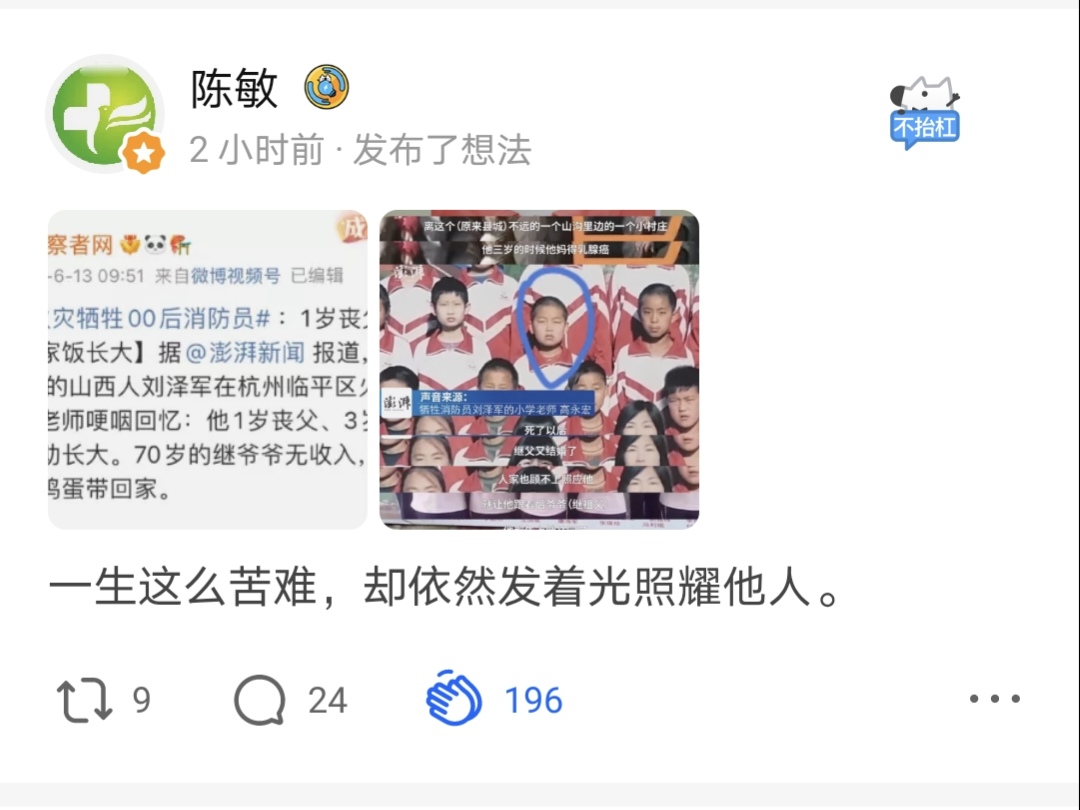 陈敏
2 小时前 · 发布了想法
不抬杠
察者网
成
-6-13 09:51 来自微博视频号 已编辑
灾牺牲00后消防员#：1岁丧
家饭长大】据@澎湃新闻 报道，
的山西人刘泽军在杭州临平区
老师哽咽回忆：他1岁丧父、3
长大。70岁的继爷爷无收入，
鸡蛋带回家。
离这个(原来县城)不远的一个山沟里边的一个小村庄
他三岁的时候他妈得乳腺癌
澎湃
澎湃
声音来源：
牺牲消防员刘泽军的小学老师 高永宏
死了以后
继父又结婚了
人家也顾不上照应他
一生这么苦难，却依然发着光照耀他人。
9
24
196